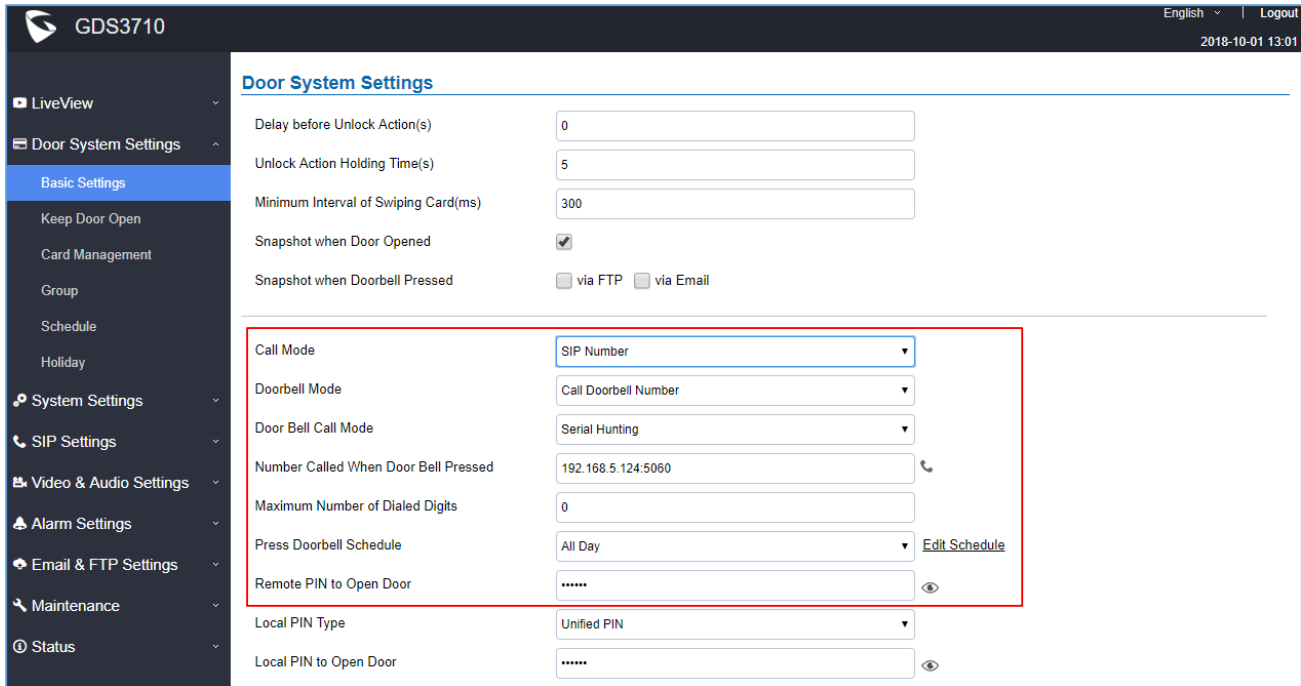 GDS3710
English | Logout
2018-10-01 13:01
LiveView
Door System Settings
Basic Settings
Keep Door Open
Card Management
Group
Schedule
Holiday
System Settings
SIP Settings
Video & Audio Settings
Alarm Settings
Email & FTP Settings
Maintenance
Status
Door System Settings
Delay before Unlock Action(s) 0
Unlock Action Holding Time(s) 5
Minimum Interval of Swiping Card(ms) 300
Snapshot when Door Opened
Snapshot when Doorbell Pressed via FTP via Email
Call Mode SIP Number
Doorbell Mode Call Doorbell Number
Door Bell Call Mode Serial Hunting
Number Called When Door Bell Pressed 192.168.5.124:5060
Maximum Number of Dialed Digits 0
Press Doorbell Schedule All Day Edit Schedule
Remote PIN to Open Door ••••••
Local PIN Type Unified PIN
Local PIN to Open Door ••••••